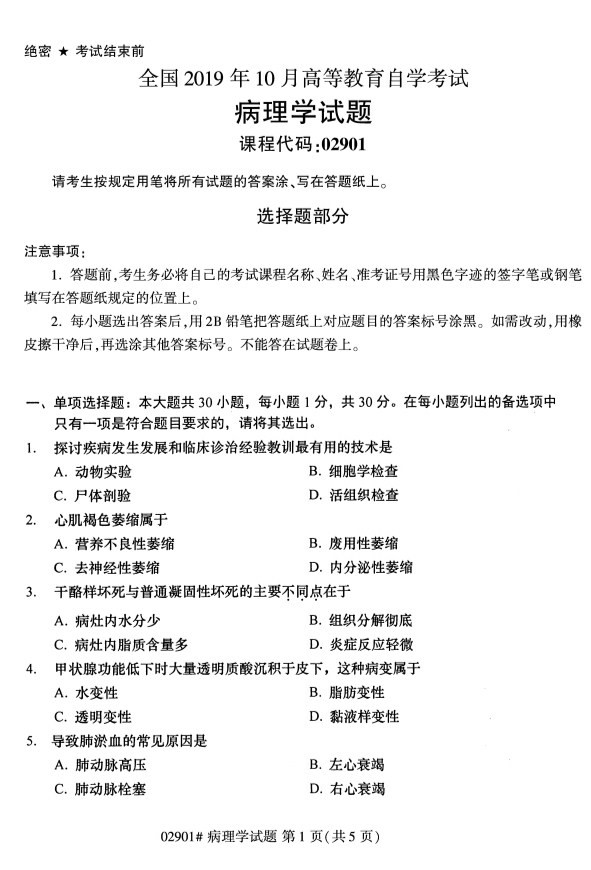 绝密 ★ 考试结束前
全国 2019 年 10 月高等教育自学考试
病理学试题
课程代码:02901
请考生按规定用笔将所有试题的答案涂、写在答题纸上。
选择题部分
注意事项:
1. 答题前,考生务必将自己的考试课程名称、姓名、准考证号用黑色字迹的签字笔或钢笔
填写在答题纸规定的位置上。
2. 每小题选出答案后,用 2B 铅笔把答题纸上对应题目的答案标号涂黑。如需改动,用橡
皮擦干净后,再选涂其他答案标号。不能答在试题卷上。
一、单项选择题：本大题共 30 小题，每小题 1 分，共 30 分。在每小题列出的备选项中
只有一项是符合题目要求的，请将其选出。
1. 探讨疾病发生发展和临床诊治经验教训最有用的技术是
A. 动物实验 B. 细胞学检查
C. 尸体剖验 D. 活组织检查
2. 心肌褐色萎缩属于
A. 营养不良性萎缩 B. 废用性萎缩
C. 去神经性萎缩 D. 内分泌性萎缩
3. 干酪样坏死与普通凝固性坏死的主要不同点在于
A. 病灶内水分少 B. 组织分解彻底
C. 病灶内脂质含量多 D. 炎症反应轻微
4. 甲状腺功能低下时大量透明质酸沉积于皮下，这种病变属于
A. 水变性 B. 脂肪变性
C. 透明变性 D. 黏液样变性
5. 导致肺淤血的常见原因是
A. 肺动脉高压 B. 左心衰竭
C. 肺动脉栓塞 D. 右心衰竭
02901# 病理学试题 第 1 页(共 5 页)